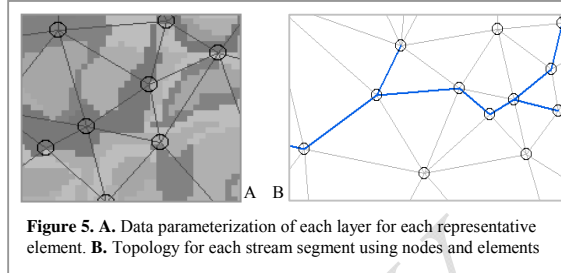 A B
Figure 5. A. Data parameterization of each layer for each representative
element. B. Topology for each stream segment using nodes and elements